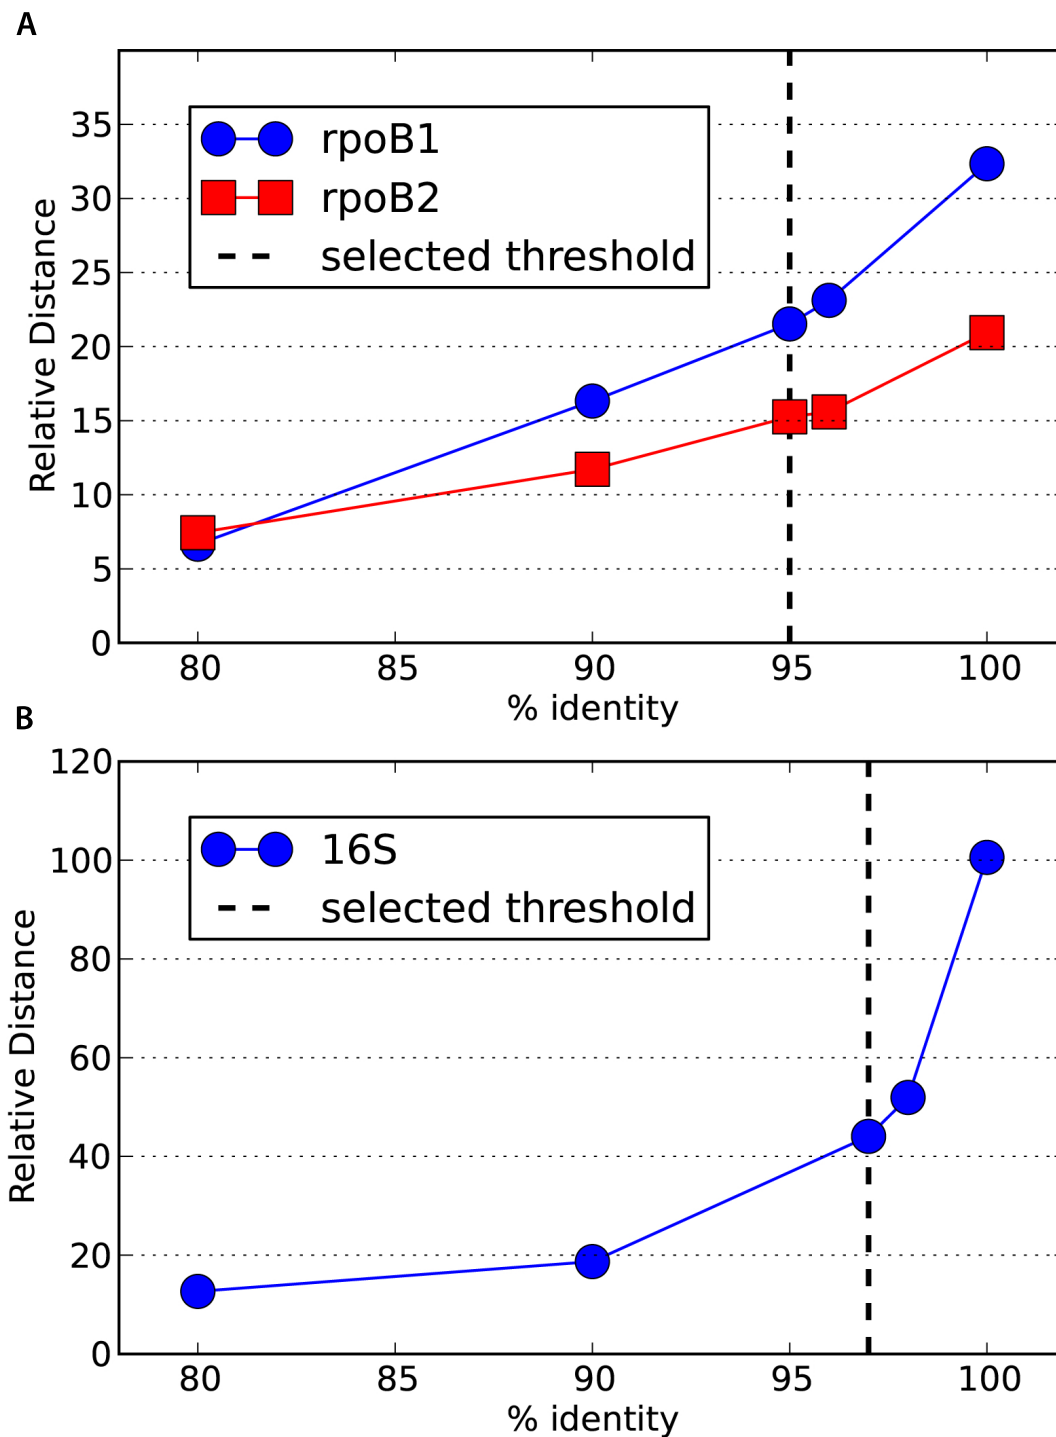 A
35
30
25
20
15
10
5
0
Relative Distance
rpoB1
rpoB2
selected threshold
80 85 90 95 100
% identity
B
120
100
80
60
40
20
0
Relative Distance
16S
selected threshold
80 85 90 95 100
% identity